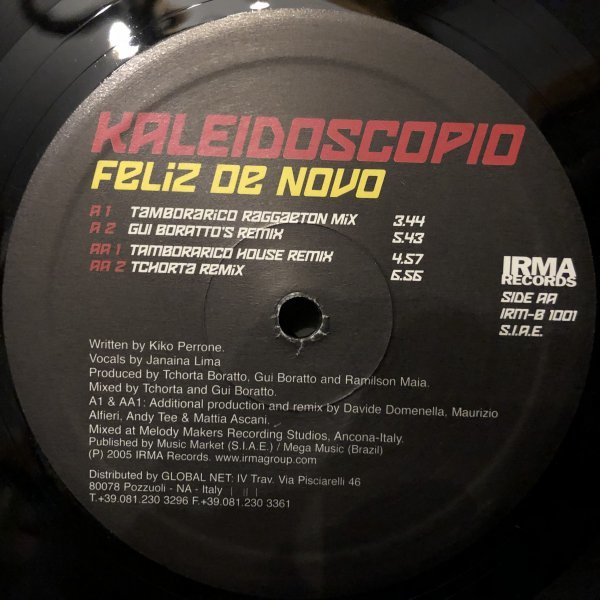 KALEIDOSCOPIO
FELIZ DE NOVO
A 1 TAMBORARICO RAGGAETON MIX 3.44
A 2 GUI BORATTO'S REMIX 5.43
AA 1 TAMBORARICO HOUSE REMIX 4.57
AA 2 TCHORTA REMIX 6.56
IRMA
RECORDS
SIDE AA
IRM-B 1001
S.I.A.E.
Written by Kiko Perrone.
Vocals by Janaina Lima
Produced by Tchorta Boratto, Gui Boratto and Ramilson Maia.
Mixed by Tchorta and Gui Boratto.
A1 & AA1: Additional production and remix by Davide Domenella, Maurizio
Alfieri, Andy Tee & Mattia Ascani.
Mixed at Melody Makers Recording Studios, Ancona-Italy.
Published by Music Market (S.I.A.E.) / Mega Music (Brazil)
(P) 2005 IRMA Records. www.irmagroup.com
Distributed by GLOBAL NET: IV Trav. Via Pisciarelli 46
80078 Pozzuoli - NA - Italy
T.+39.081.230 3296 F.+39.081.230 3361